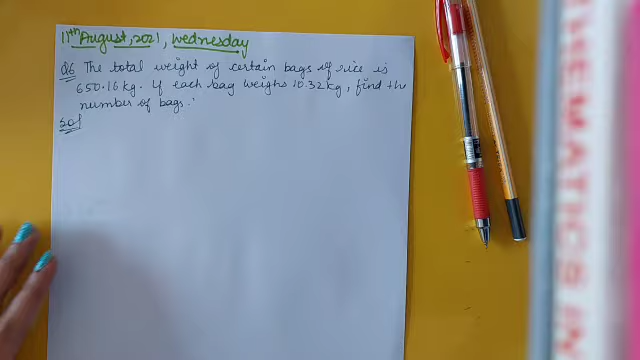 11th August, 2021, Wednesday
Q6 The total weight of certain bags of rice is
650.16 kg. If each bag weighs 10.32 kg, find the
number of bags.
Sol